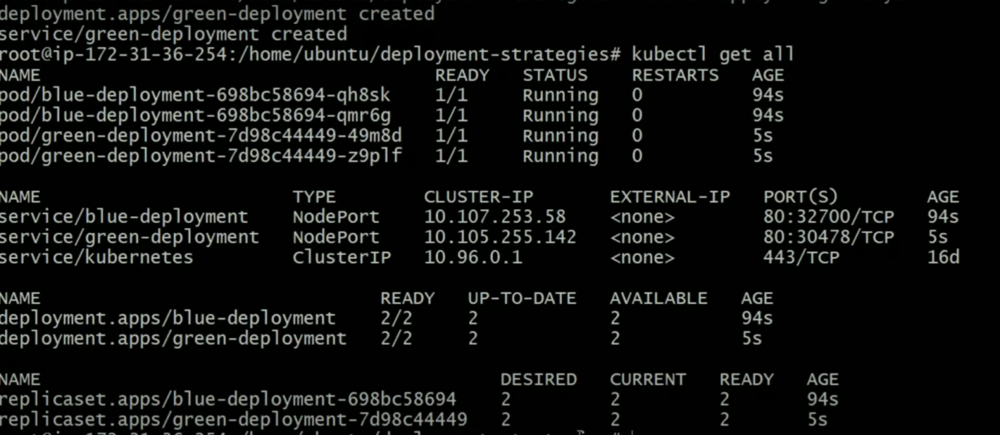 deployment.apps/green-deployment created
service/green-deployment created
root@ip-172-31-36-254:/home/ubuntu/deployment-strategies# kubectl get all
NAME READY STATUS RESTARTS AGE
pod/blue-deployment-698bc58694-qh8sk 1/1 Running 0 94s
pod/blue-deployment-698bc58694-qmr6g 1/1 Running 0 94s
pod/green-deployment-7d98c44449-49m8d 1/1 Running 0 5s
pod/green-deployment-7d98c44449-z9plf 1/1 Running 0 5s
NAME TYPE CLUSTER-IP EXTERNAL-IP PORT(S) AGE
service/blue-deployment NodePort 10.107.253.58 <none> 80:32700/TCP 94s
service/green-deployment NodePort 10.105.255.142 <none> 80:30478/TCP 5s
service/kubernetes ClusterIP 10.96.0.1 <none> 443/TCP 16d
NAME READY UP-TO-DATE AVAILABLE AGE
deployment.apps/blue-deployment 2/2 2 2 94s
deployment.apps/green-deployment 2/2 2 2 5s
NAME DESIRED CURRENT READY AGE
replicaset.apps/blue-deployment-698bc58694 2 2 2 94s
replicaset.apps/green-deployment-7d98c44449 2 2 2 5s